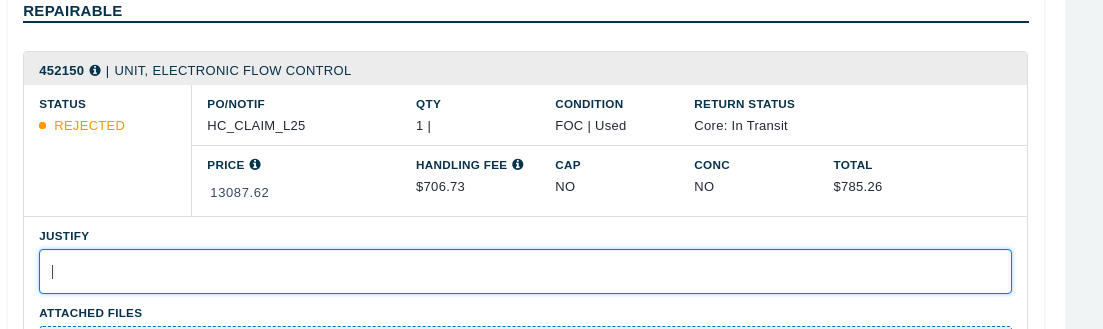 REPAIRABLE
452150 | UNIT, ELECTRONIC FLOW CONTROL
STATUS PO/NOTIF QTY CONDITION RETURN STATUS
REJECTED HC_CLAIM_L25 1 | FOC | Used Core: In Transit
PRICE HANDLING FEE CAP CONC TOTAL
13087.62 $706.73 NO NO $785.26
JUSTIFY
ATTACHED FILES